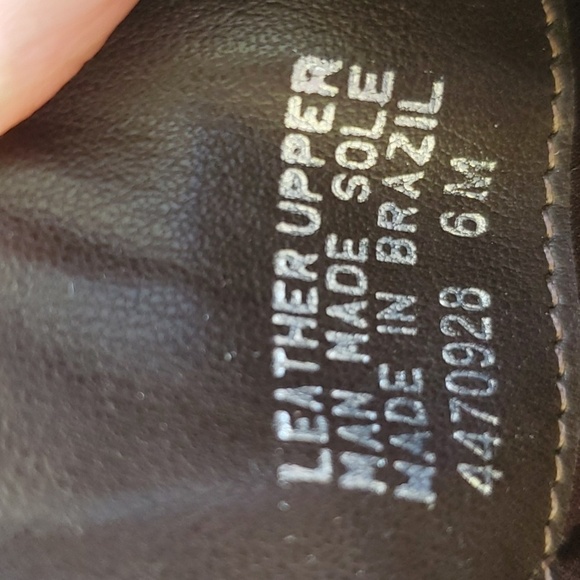 LEATHER UPPER
MAN MADE SOLE
MADE IN BRAZIL
4470928 6M